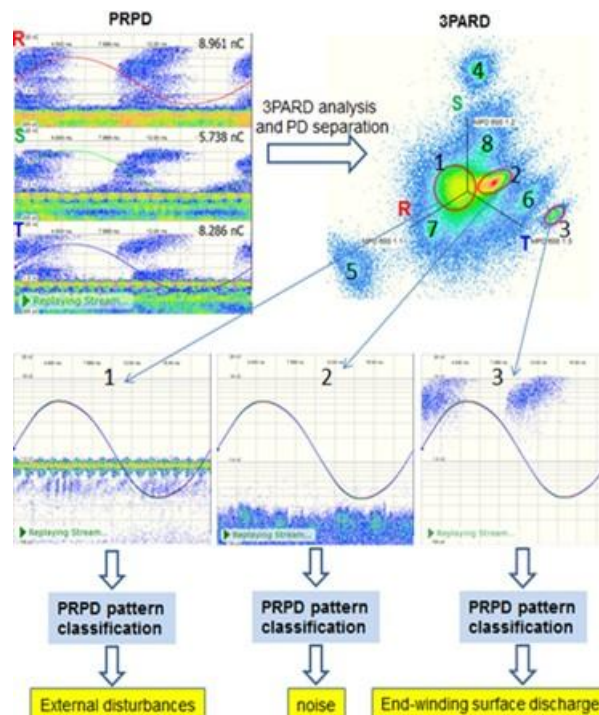 PRPD
3PARD
R
8.961 nC
S
5.738 nC
T
8.286 nC
Replaying Stream...
3PARD analysis
and PD separation
4
S
8
1
2
R
6
7
3
T
5
1
2
3
Replaying Stream...
Replaying Stream...
Replaying Stream...
PRPD pattern
classification
PRPD pattern
classification
PRPD pattern
classification
External disturbances
noise
End-winding surface discharge